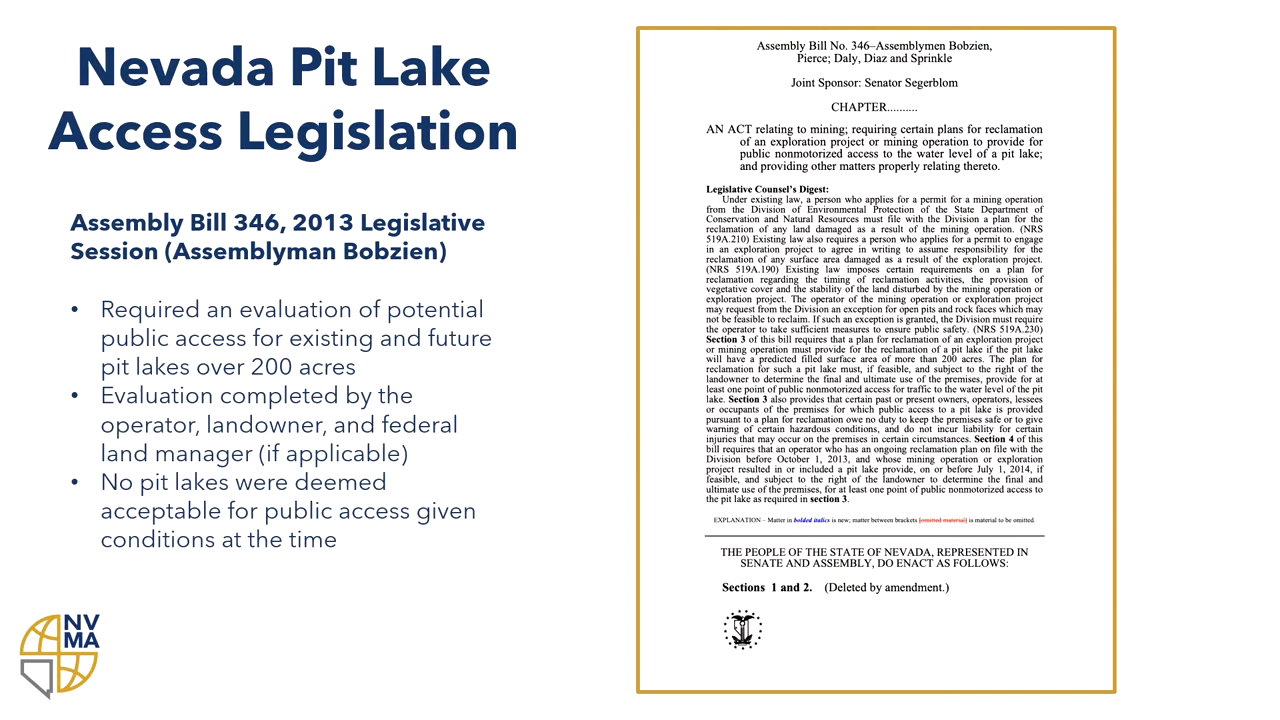 Nevada Pit Lake
Access Legislation
Assembly Bill 346, 2013 Legislative
Session (Assemblyman Bobzien)
• Required an evaluation of potential
public access for existing and future
pit lakes over 200 acres
• Evaluation completed by the
operator, landowner, and federal
land manager (if applicable)
• No pit lakes were deemed
acceptable for public access given
conditions at the time
NV
MA
Assembly Bill No. 346–Assemblymen Bobzien,
Pierce; Daly, Diaz and Sprinkle
Joint Sponsor: Senator Segerblom
CHAPTER..........
AN ACT relating to mining; requiring certain plans for reclamation
of an exploration project or mining operation to provide for
public nonmotorized access to the water level of a pit lake;
and providing other matters properly relating thereto.
Legislative Counsel's Digest:
Under existing law, a person who applies for a permit for a mining operation
from the Division of Environmental Protection of the State Department of
Conservation and Natural Resources must file with the Division a plan for the
reclamation of any land damaged as a result of the mining operation. (NRS
519A.210) Existing law also requires a person who applies for a permit to engage
in an exploration project to agree in writing to assume responsibility for the
reclamation of any surface area damaged as a result of the exploration project.
(NRS 519A.190) Existing law imposes certain requirements on a plan for
reclamation regarding the timing of reclamation activities, the provision of
vegetative cover and the stability of the land disturbed by the mining operation or
exploration project. The operator of the mining operation or exploration project
may request from the Division an exception for open pits and rock faces which may
not be feasible to reclaim. If such an exception is granted, the Division must require
the operator to take sufficient measures to ensure public safety. (NRS 519A.230)
Section 3 of this bill requires that a plan for reclamation of an exploration project
or mining operation must provide for the reclamation of a pit lake if the pit lake
will have a predicted filled surface area of more than 200 acres. The plan for
reclamation for such a pit lake must, if feasible, and subject to the right of the
landowner to determine the final and ultimate use of the premises, provide for at
least one point of public nonmotorized access for traffic to the water level of the pit
lake. Section 3 also provides that certain past or present owners, operators, lessees
or occupants of the premises for which public access to a pit lake is provided
pursuant to a plan for reclamation owe no duty to keep the premises safe or to give
warning of certain hazardous conditions, and do not incur liability for certain
injuries that may occur on the premises in certain circumstances. Section 4 of this
bill requires that an operator who has an ongoing reclamation plan on file with the
Division before October 1, 2013, and whose mining operation or exploration
project resulted in or included a pit lake provide, on or before July 1, 2014, if
feasible, and subject to the right of the landowner to determine the final and
ultimate use of the premises, for at least one point of public nonmotorized access to
the pit lake as required in section 3.
EXPLANATION – Matter in bolded italics is new; matter between brackets [omitted material] is material to be omitted.
THE PEOPLE OF THE STATE OF NEVADA, REPRESENTED IN
SENATE AND ASSEMBLY, DO ENACT AS FOLLOWS:
Sections 1 and 2. (Deleted by amendment.)